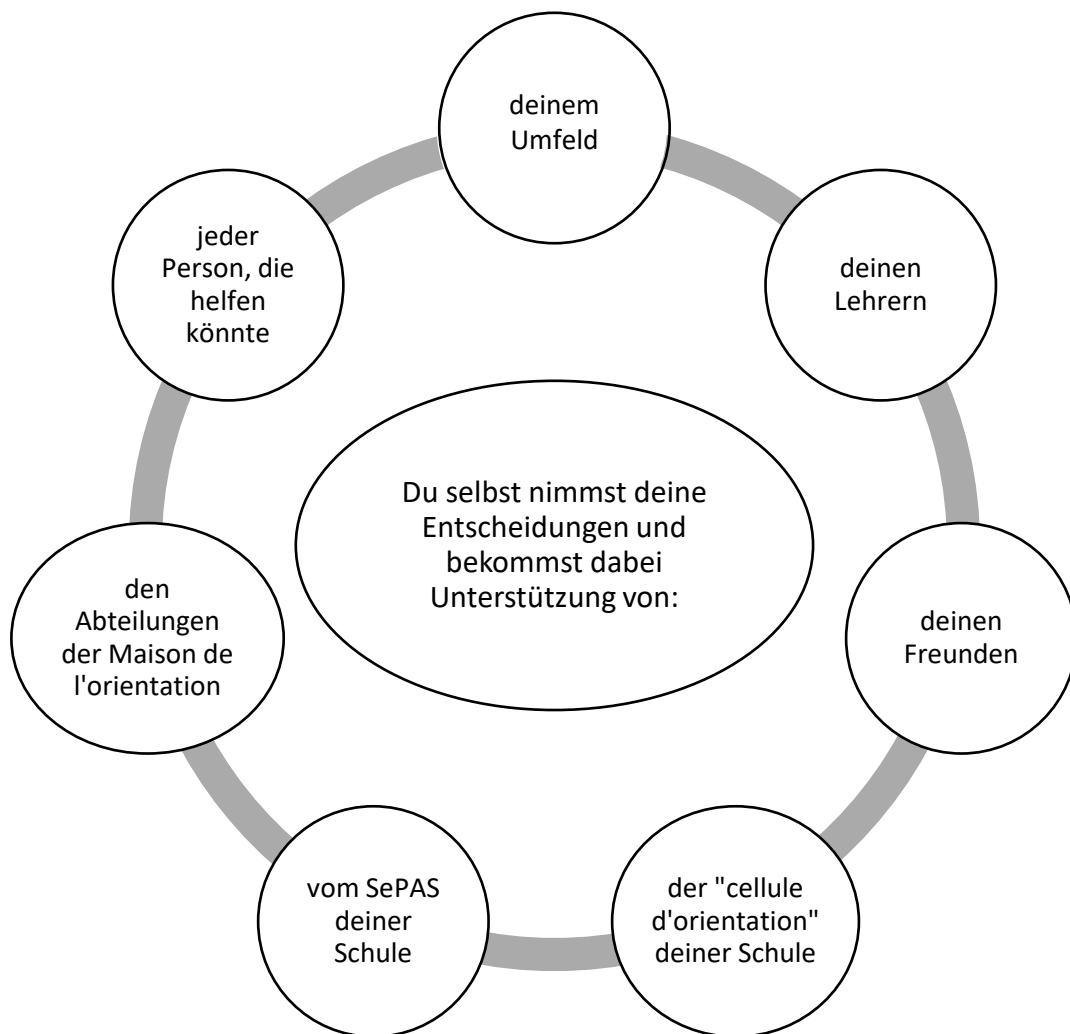 Du selbst nimmst deine
Entscheidungen und
bekommst dabei
Unterstützung von:
deinem
Umfeld
deinen
Lehrern
deinen
Freunden
der "cellule
d'orientation"
deiner Schule
vom SePAS
deiner
Schule
den
Abteilungen
der Maison de
l'orientation
jeder
Person, die
helfen
könnte